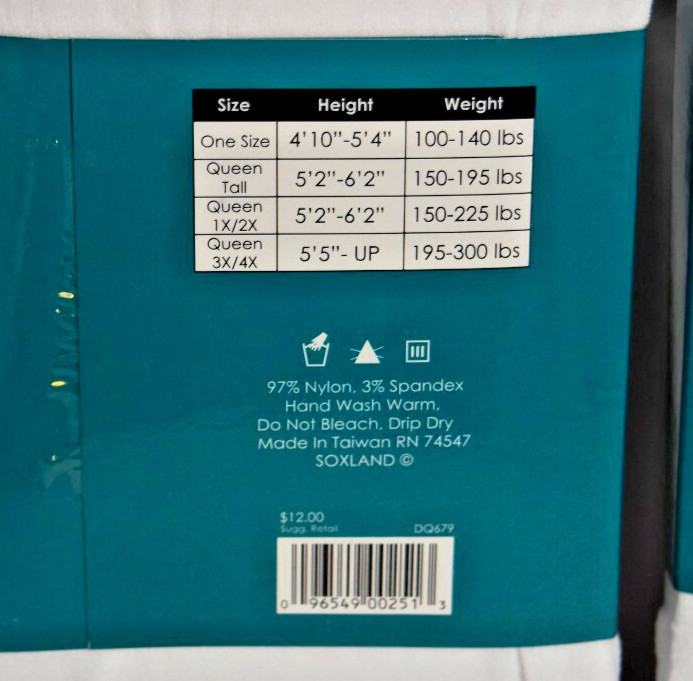 Size Height Weight
One Size 4'10"-5'4" 100-140 lbs
Queen
Tall 5'2"-6'2" 150-195 lbs
Queen
1X/2X 5'2"-6'2" 150-225 lbs
Queen
3X/4X 5'5"- UP 195-300 lbs
97% Nylon, 3% Spandex
Hand Wash Warm,
Do Not Bleach, Drip Dry
Made In Taiwan RN 74547
SOXLAND ©
$12.00
Sugg. Retail DQ679
0 96549 00251 3